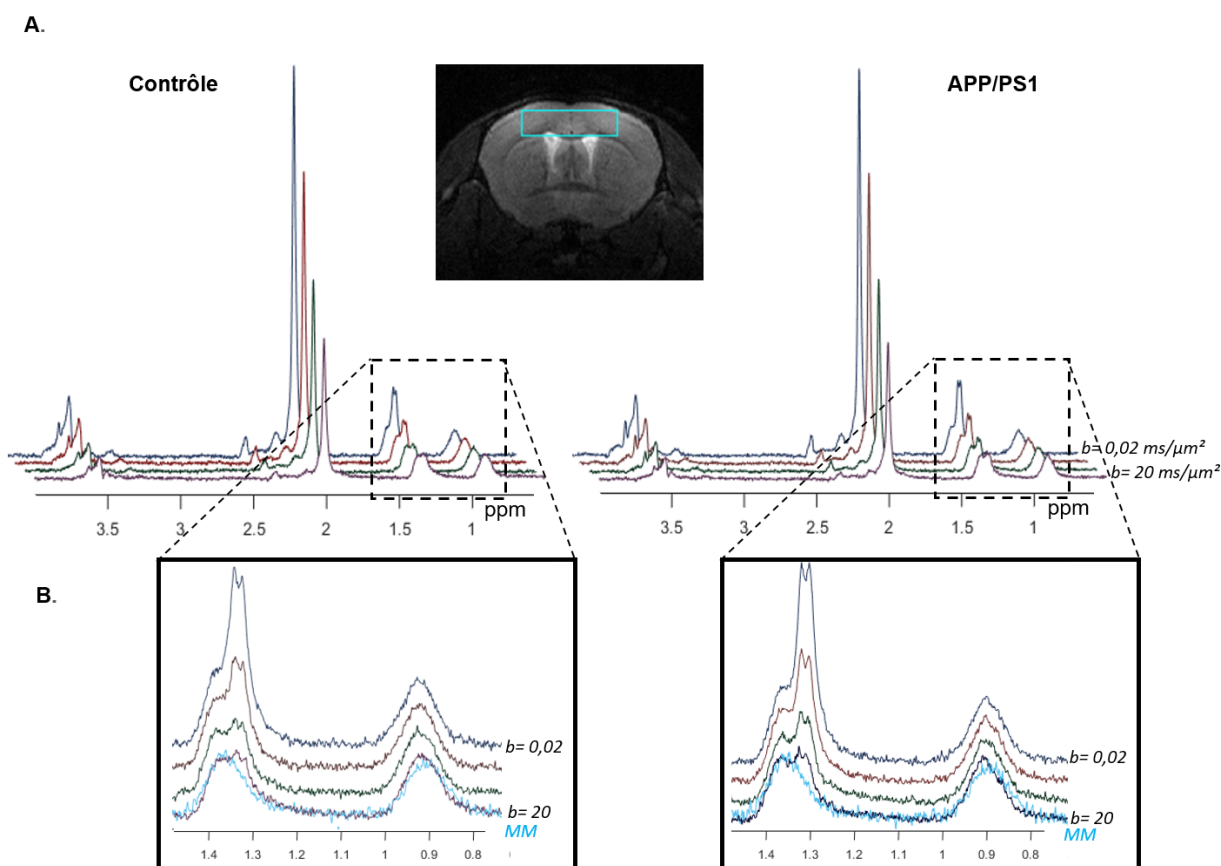 A.
Contrôle
APP/PS1
b= 0,02 ms/µm²
b= 20 ms/µm²
ppm
3.5 3 2.5 2 1.5 1
ppm
3.5 3 2.5 2 1.5 1
B.
b= 0,02
b= 20
MM
1.4 1.3 1.2 1.1 1 0.9 0.8
b= 0,02
b= 20
MM
1.4 1.3 1.2 1.1 1 0.9 0.8